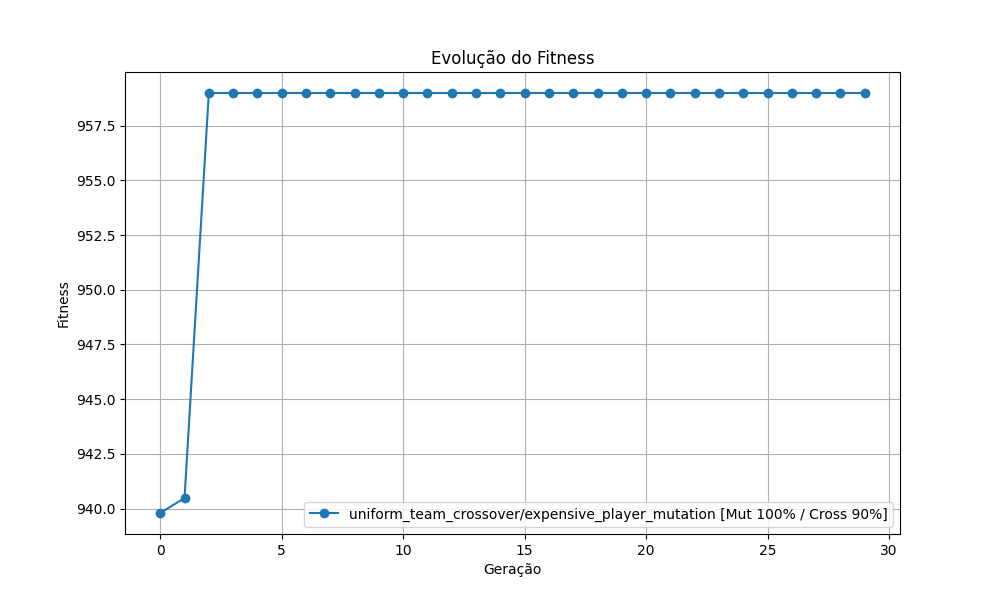 Evolução do Fitness
Fitness
957.5
955.0
952.5
950.0
947.5
945.0
942.5
940.0
uniform_team_crossover/expensive_player_mutation [Mut 100% / Cross 90%]
0 5 10 15 20 25 30
Geração